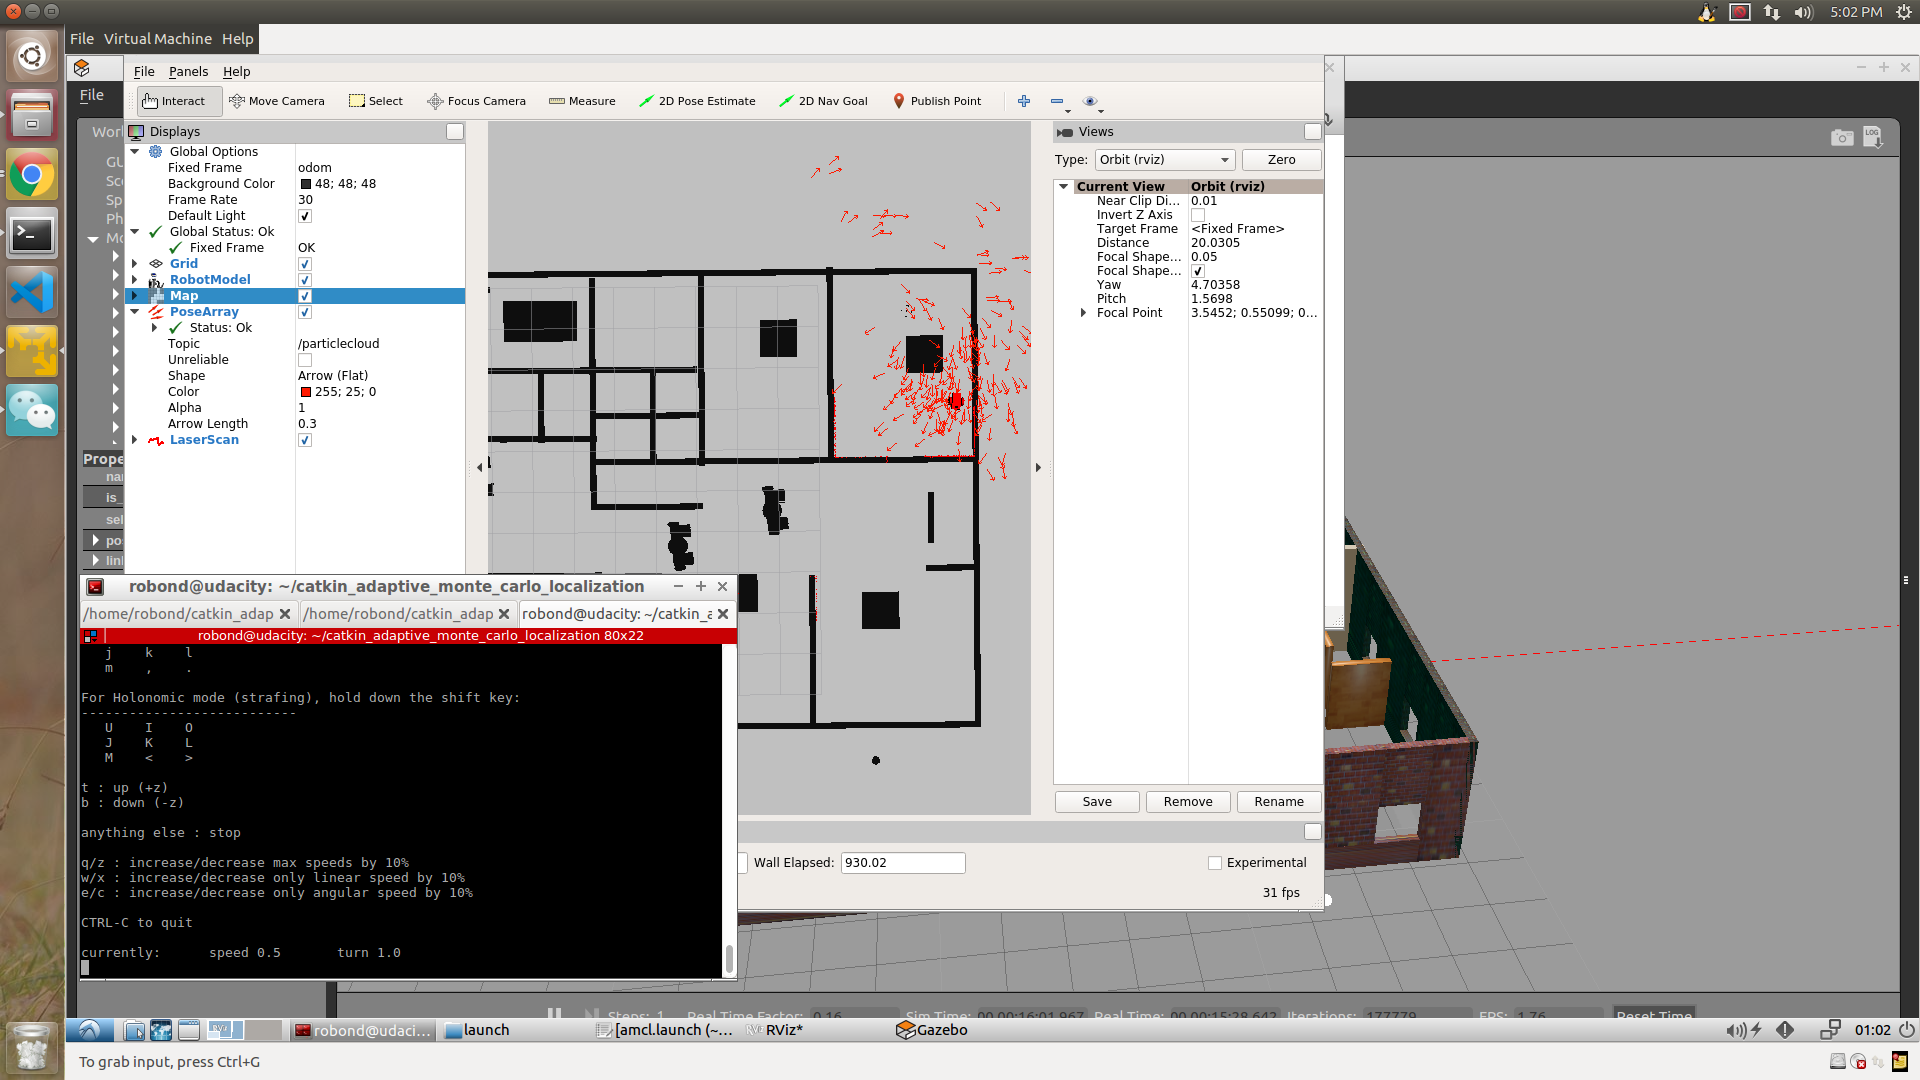 5:02 PM
File Virtual Machine Help
File Panels Help
File
Interact Move Camera Select Focus Camera Measure 2D Pose Estimate 2D Nav Goal Publish Point
LOG
Displays
Global Options
Fixed Frame odom
Background Color 48; 48; 48
Frame Rate 30
Default Light
Global Status: Ok
Fixed Frame OK
Grid
RobotModel
Map
PoseArray
Status: Ok
Topic /particlecloud
Unreliable
Shape Arrow (Flat)
Color 255; 25; 0
Alpha 1
Arrow Length 0.3
LaserScan
Views
Type: Orbit (rviz) Zero
Current View Orbit (rviz)
Near Clip Di... 0.01
Invert Z Axis
Target Frame <Fixed Frame>
Distance 20.0305
Focal Shape... 0.05
Focal Shape...
Yaw 4.70358
Pitch 1.5698
Focal Point 3.5452; 0.55099; 0...
Save Remove Rename
Wall Elapsed: 930.02 Experimental
31 fps
Worl
GU
Sce
Sp
Ph
Mo
Prope
nar
is_
sel
pos
link
robond@udacity: ~/catkin_adaptive_monte_carlo_localization
/home/robond/catkin_adap /home/robond/catkin_adap robond@udacity: ~/catkin_a
robond@udacity: ~/catkin_adaptive_monte_carlo_localization 80x22
j k l
m , .
For Holonomic mode (strafing), hold down the shift key:
---------------------------
U I O
J K L
M < >
t : up (+z)
b : down (-z)
anything else : stop
q/z : increase/decrease max speeds by 10%
w/x : increase/decrease only linear speed by 10%
e/c : increase/decrease only angular speed by 10%
CTRL-C to quit
currently: speed 0.5 turn 1.0
Steps: 1 Real Time Factor: 0.16 Sim Time: 00 00:16:01.967 Real Time: 00 00:15:28.642 Iterations: 177779 FPS: 1.76 Reset Time
robond@udaci... launch [amcl.launch (~... RViz* Gazebo 01:02
To grab input, press Ctrl+G